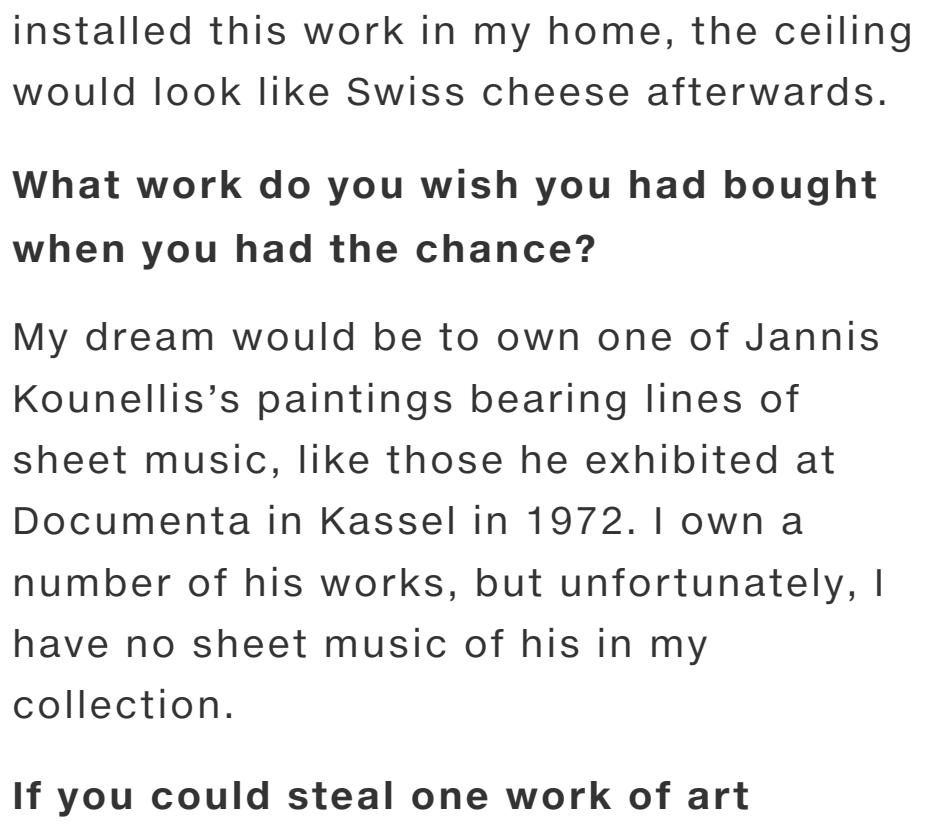 installed this work in my home, the ceiling
would look like Swiss cheese afterwards.
What work do you wish you had bought
when you had the chance?
My dream would be to own one of Jannis
Kounellis’s paintings bearing lines of
sheet music, like those he exhibited at
Documenta in Kassel in 1972. I own a
number of his works, but unfortunately, I
have no sheet music of his in my
collection.
If you could steal one work of art